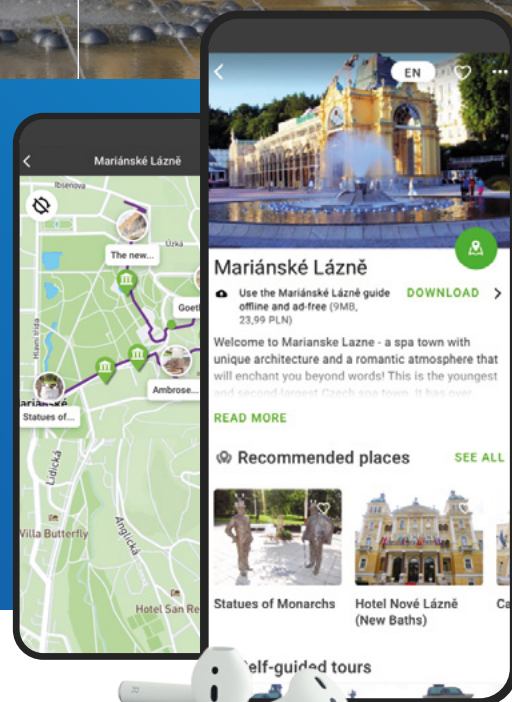 Mariánské Lázně
Ibsenova
Úzká
The new...
Goet
Hlavní třída
Ambrose...
Mariánské
Statues of...
Lidická
Anglická
Villa Butterfly
Hotel San Re
EN
Mariánské Lázně
Use the Mariánské Lázně guide
offline and ad-free (9MB,
23,99 PLN)
DOWNLOAD
Welcome to Marianske Lazne - a spa town with
unique architecture and a romantic atmosphere that
will enchant you beyond words! This is the youngest
and second-largest Czech spa town. It has over
READ MORE
Recommended places
SEE ALL
Statues of Monarchs
Hotel Nové Lázně
(New Baths)
Ca
elf-guided tours